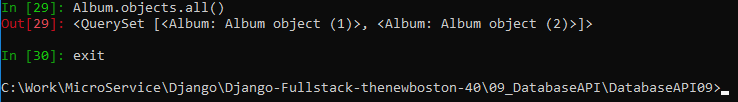 In [29]: Album.objects.all()
Out[29]: <QuerySet [<Album: Album object (1)>, <Album: Album object (2)>]>
In [30]: exit
C:\Work\MicroService\Django\Django-Fullstack-thenewboston-40\09_DatabaseAPI\DatabaseAPI09>